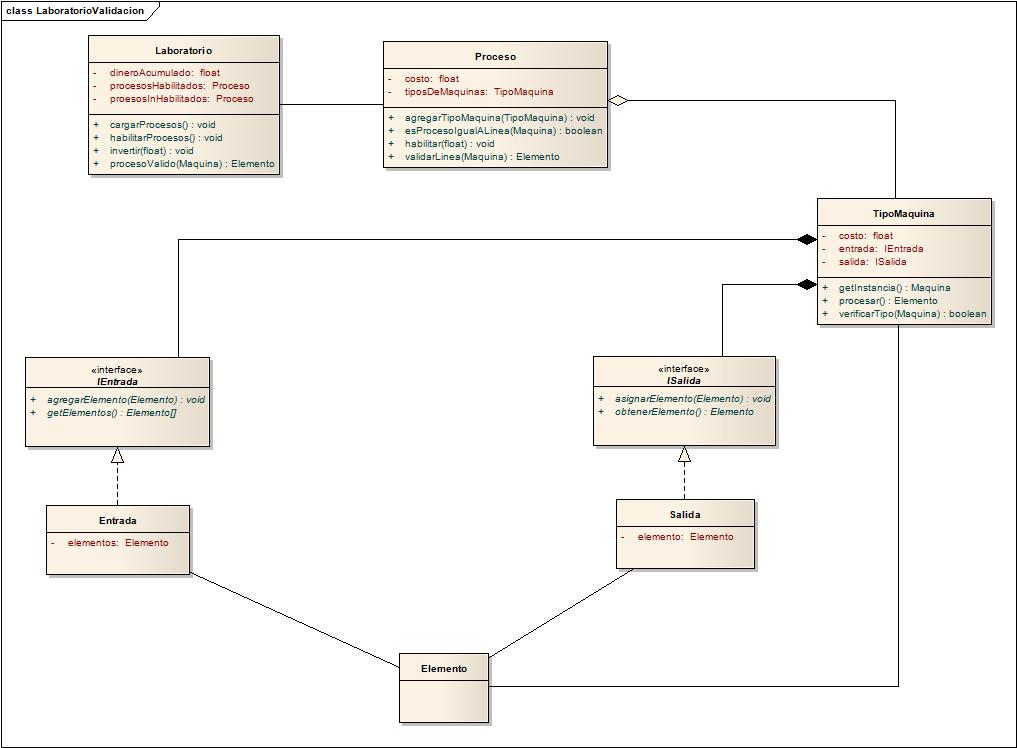 class LaboratorioValidacion
Laboratorio
- dineroAcumulado: float
- procesosHabilitados: Proceso
- proesosInHabilitados: Proceso
+ cargarProcesos() : void
+ habilitarProcesos() : void
+ invertir(float) : void
+ procesoValido(Maquina) : Elemento
Proceso
- costo: float
- tiposDeMaquinas: TipoMaquina
+ agregarTipoMaquina(TipoMaquina) : void
+ esProcesoIgualALinea(Maquina) : boolean
+ habilitar(float) : void
+ validarLinea(Maquina) : Elemento
TipoMaquina
- costo: float
- entrada: IEntrada
- salida: ISalida
+ getInstancia() : Maquina
+ procesar() : Elemento
+ verificarTipo(Maquina) : boolean
«interface»
IEntrada
+ agregarElemento(Elemento) : void
+ getElementos() : Elemento[]
«interface»
ISalida
+ asignarElemento(Elemento) : void
+ obtenerElemento() : Elemento
Entrada
- elementos: Elemento
Salida
- elemento: Elemento
Elemento